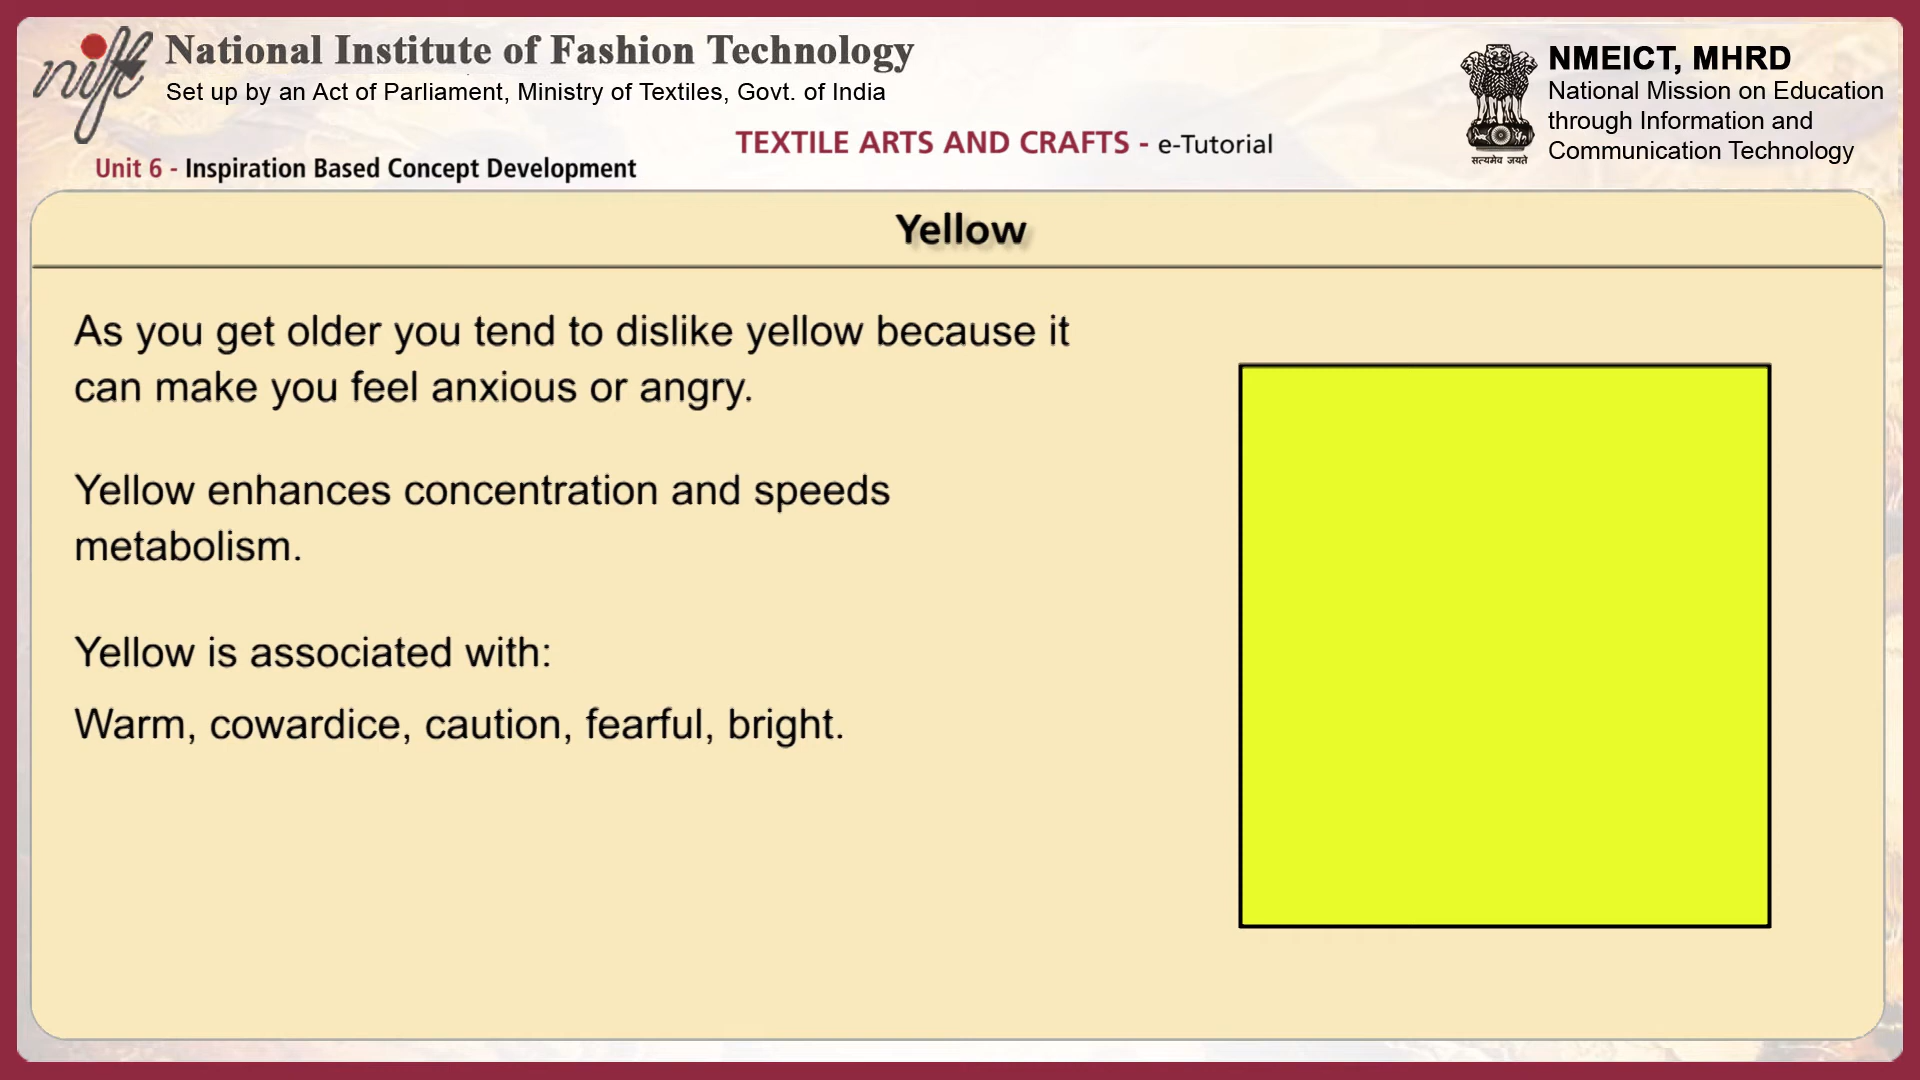 nift
National Institute of Fashion Technology
Set up by an Act of Parliament, Ministry of Textiles, Govt. of India
NMEICT, MHRD
National Mission on Education
through Information and
Communication Technology
सत्यमेव जयते
TEXTILE ARTS AND CRAFTS - e-Tutorial
Unit 6 - Inspiration Based Concept Development
Yellow
As you get older you tend to dislike yellow because it
can make you feel anxious or angry.
Yellow enhances concentration and speeds
metabolism.
Yellow is associated with:
Warm, cowardice, caution, fearful, bright.